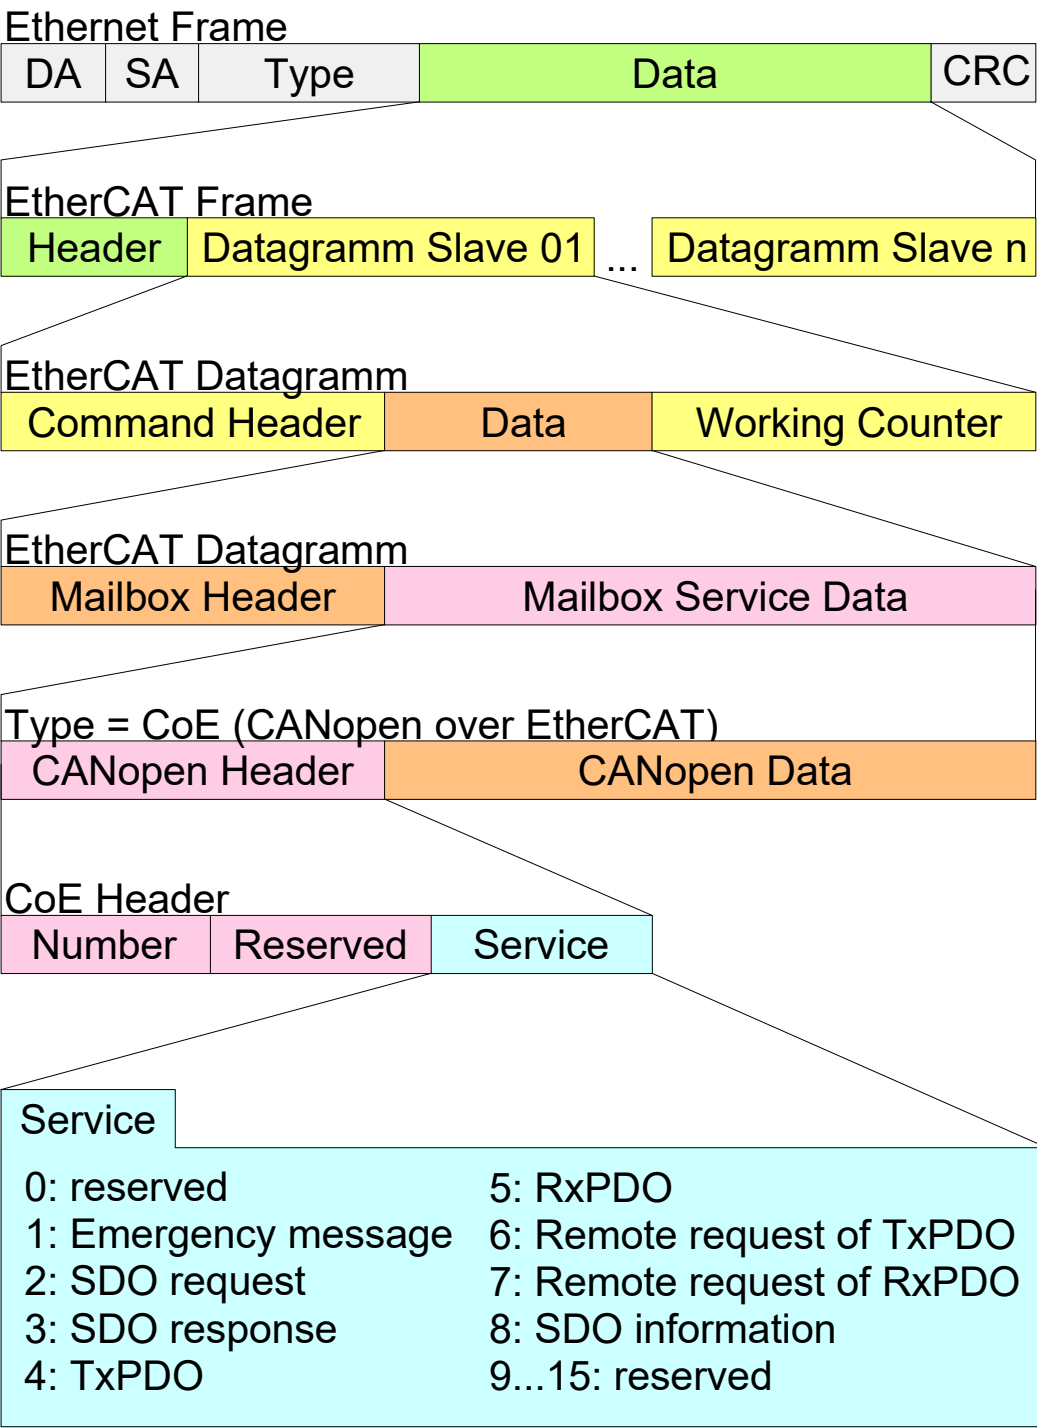 Ethernet Frame
DA SA Type Data CRC
EtherCAT Frame
Header Datagramm Slave 01 ... Datagramm Slave n
EtherCAT Datagramm
Command Header Data Working Counter
EtherCAT Datagramm
Mailbox Header Mailbox Service Data
Type = CoE (CANopen over EtherCAT)
CANopen Header CANopen Data
CoE Header
Number Reserved Service
Service
0: reserved
1: Emergency message
2: SDO request
3: SDO response
4: TxPDO
5: RxPDO
6: Remote request of TxPDO
7: Remote request of RxPDO
8: SDO information
9...15: reserved